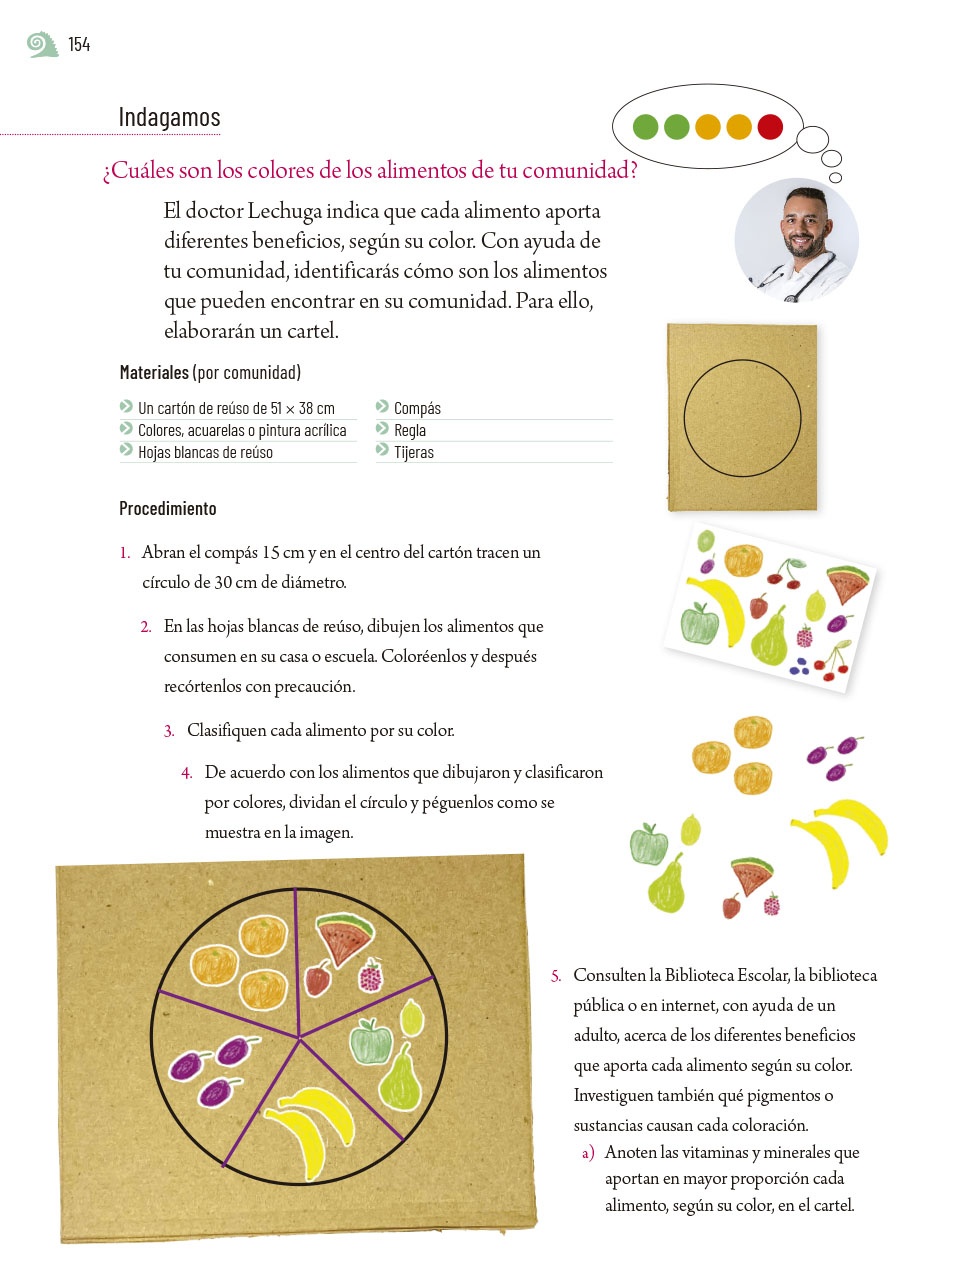 154
Indagamos
¿Cuáles son los colores de los alimentos de tu comunidad?
El doctor Lechuga indica que cada alimento aporta
diferentes beneficios, según su color. Con ayuda de
tu comunidad, identificarás cómo son los alimentos
que pueden encontrar en su comunidad. Para ello,
elaborarán un cartel.
Materiales (por comunidad)
Un cartón de reúso de 51 × 38 cm
Colores, acuarelas o pintura acrílica
Hojas blancas de reúso
Compás
Regla
Tijeras
Procedimiento
1. Abran el compás 15 cm y en el centro del cartón tracen un
círculo de 30 cm de diámetro.
2. En las hojas blancas de reúso, dibujen los alimentos que
consumen en su casa o escuela. Coloréenlos y después
recórtenlos con precaución.
3. Clasifiquen cada alimento por su color.
4. De acuerdo con los alimentos que dibujaron y clasificaron
por colores, dividan el círculo y péguenlos como se
muestra en la imagen.
5. Consulten la Biblioteca Escolar, la biblioteca
pública o en internet, con ayuda de un
adulto, acerca de los diferentes beneficios
que aporta cada alimento según su color.
Investiguen también qué pigmentos o
sustancias causan cada coloración.
a) Anoten las vitaminas y minerales que
aportan en mayor proporción cada
alimento, según su color, en el cartel.